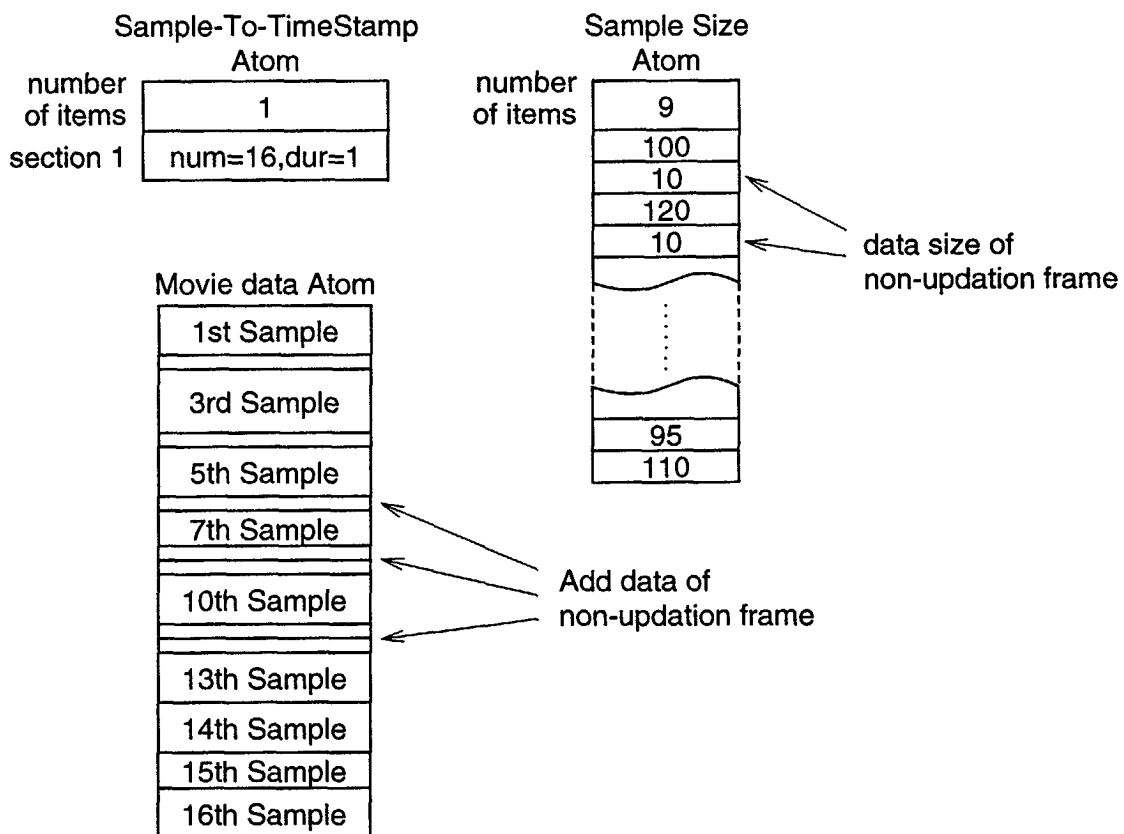 Sample-To-TimeStamp
Atom
number
of items
1
section 1
num=16,dur=1
Sample Size
Atom
number
of items
9
100
10
120
10
95
110
data size of
non-updation frame
Movie data Atom
1st Sample
3rd Sample
5th Sample
7th Sample
10th Sample
13th Sample
14th Sample
15th Sample
16th Sample
Add data of
non-updation frame